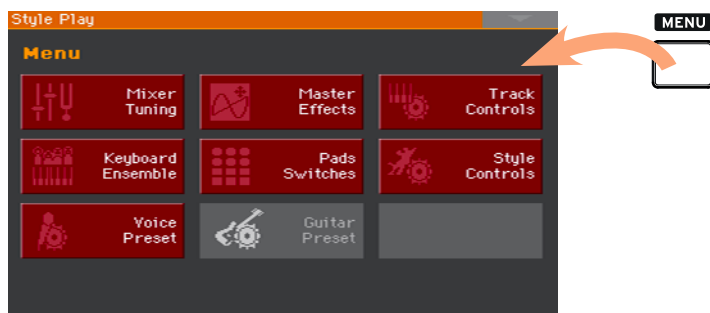 Style Play
MENU
Menu
Mixer
Tuning
Master
Effects
Track
Controls
Keyboard
Ensemble
Pads
Switches
Style
Controls
Voice
Preset
Guitar
Preset